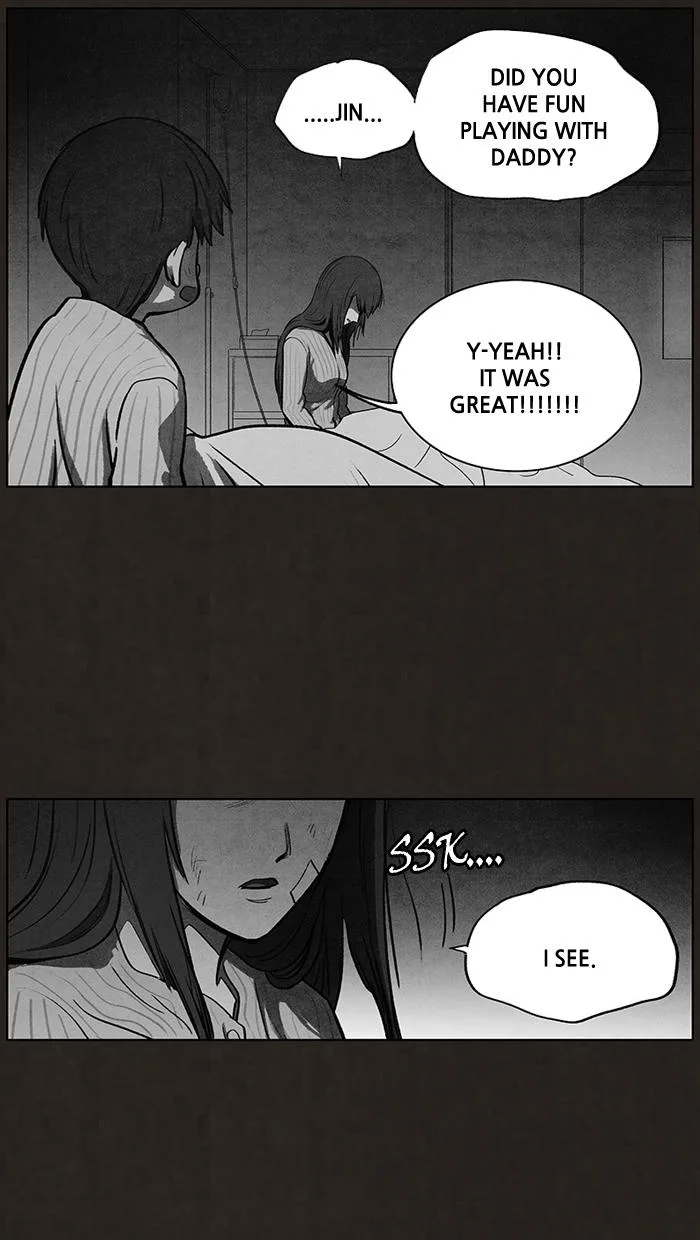 .....JIN...
DID YOU
HAVE FUN
PLAYING WITH
DADDY?
Y-YEAH!!
IT WAS
GREAT!!!!!!!
SSK....
I SEE.